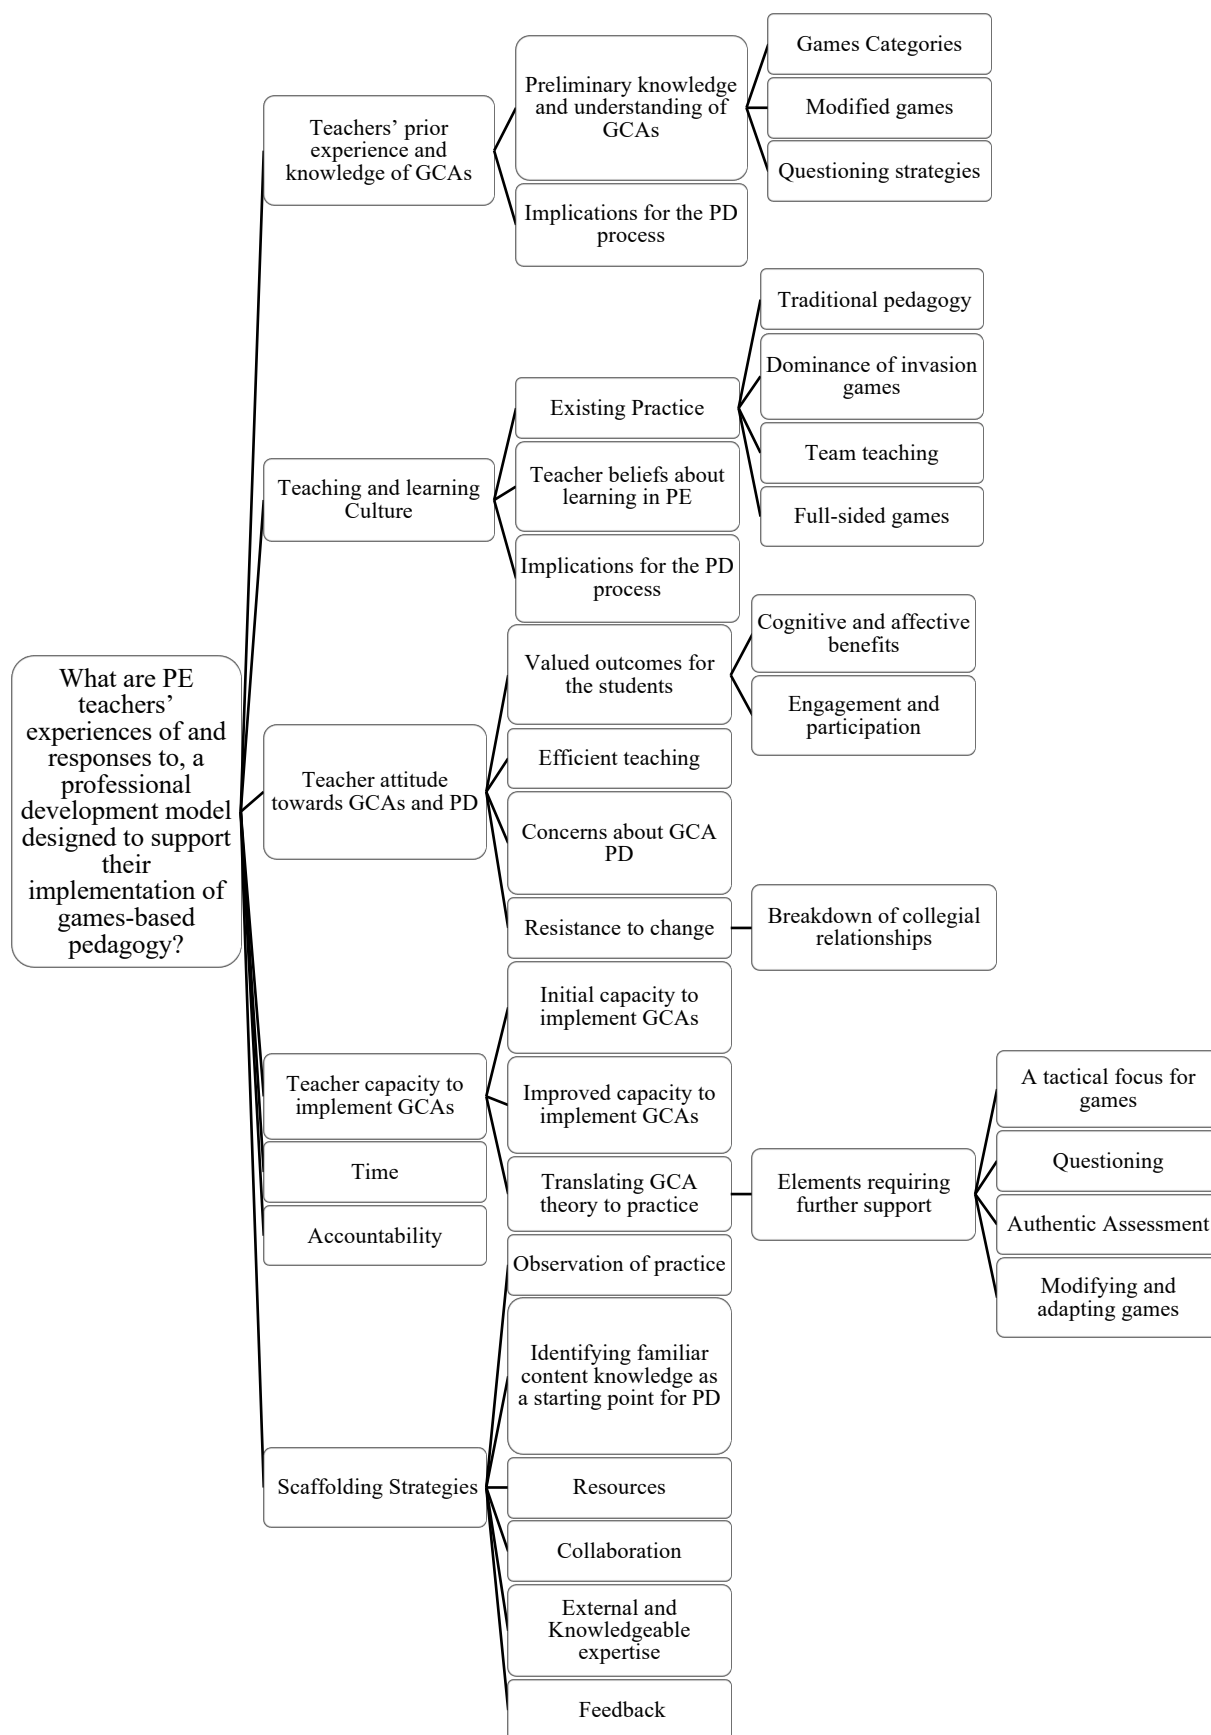 What are PE
teachers’
experiences of and
responses to, a
professional
development model
designed to support
their
implementation of
games-based
pedagogy?
Teachers’ prior
experience and
knowledge of GCAs
Preliminary knowledge
and understanding of
GCAs
Games Categories
Modified games
Questioning strategies
Implications for the PD
process
Teaching and learning
Culture
Existing Practice
Traditional pedagogy
Dominance of invasion
games
Team teaching
Full-sided games
Teacher beliefs about
learning in PE
Implications for the PD
process
Teacher attitude
towards GCAs and PD
Valued outcomes for
the students
Cognitive and affective
benefits
Engagement and
participation
Efficient teaching
Concerns about GCA
PD
Resistance to change
Breakdown of collegial
relationships
Teacher capacity to
implement GCAs
Initial capacity to
implement GCAs
Improved capacity to
implement GCAs
Translating GCA
theory to practice
Elements requiring
further support
A tactical focus for
games
Questioning
Authentic Assessment
Modifying and
adapting games
Time
Accountability
Scaffolding Strategies
Observation of practice
Identifying familiar
content knowledge as
a starting point for PD
Resources
Collaboration
External and
Knowledgeable
expertise
Feedback